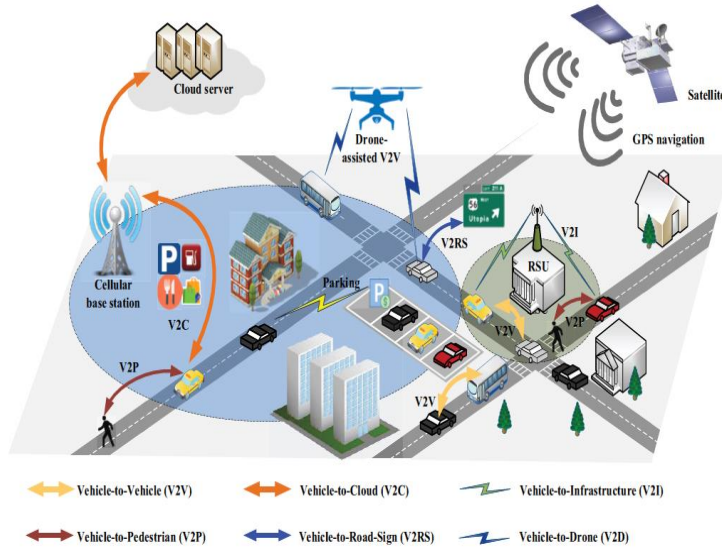 Cloud server
Satellite
Drone-
assisted V2V
GPS navigation
56
Utopia
V2RS
V2I
RSU
Cellular
base station
P
V2C
Parking
P
V2V
V2P
V2P
V2V
Vehicle-to-Vehicle (V2V)
Vehicle-to-Cloud (V2C)
Vehicle-to-Infrastructure (V2I)
Vehicle-to-Pedestrian (V2P)
Vehicle-to-Road-Sign (V2RS)
Vehicle-to-Drone (V2D)